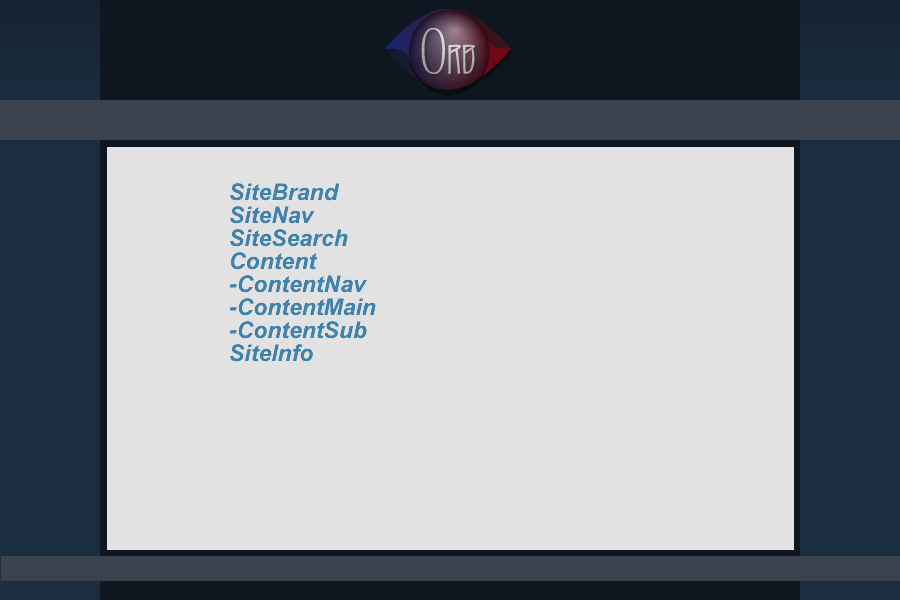 ORB
SiteBrand
SiteNav
SiteSearch
Content
-ContentNav
-ContentMain
-ContentSub
SiteInfo